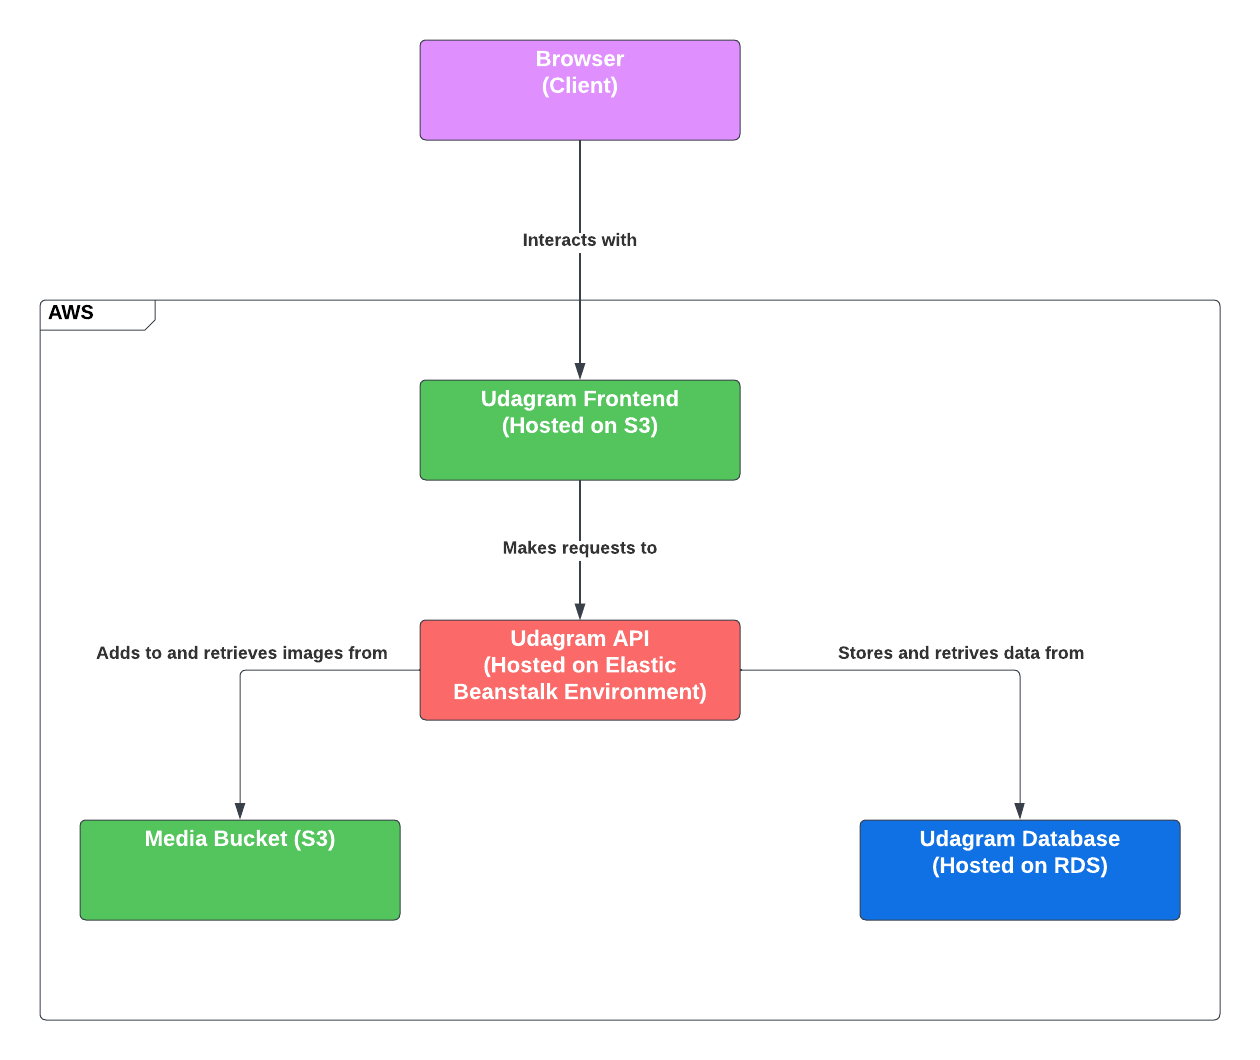 Browser
(Client)
Interacts with
AWS
Udagram Frontend
(Hosted on S3)
Makes requests to
Udagram API
(Hosted on Elastic
Beanstalk Environment)
Adds to and retrieves images from
Stores and retrives data from
Media Bucket (S3)
Udagram Database
(Hosted on RDS)